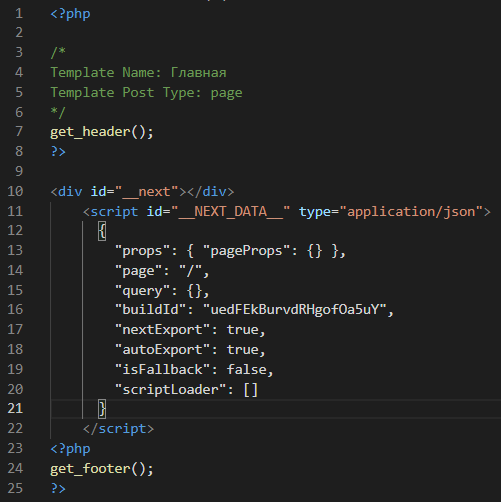 1 <?php
2
3 /*
4 Template Name: Главная
5 Template Post Type: page
6 */
7 get_header();
8 ?>
9
10 <div id="__next"></div>
11 <script id="__NEXT_DATA__" type="application/json">
12 {
13 "props": { "pageProps": {} },
14 "page": "/",
15 "query": {},
16 "buildId": "uedFEkBurvdRHgofOa5uY",
17 "nextExport": true,
18 "autoExport": true,
19 "isFallback": false,
20 "scriptLoader": []
21 }
22 </script>
23 <?php
24 get_footer();
25 ?>